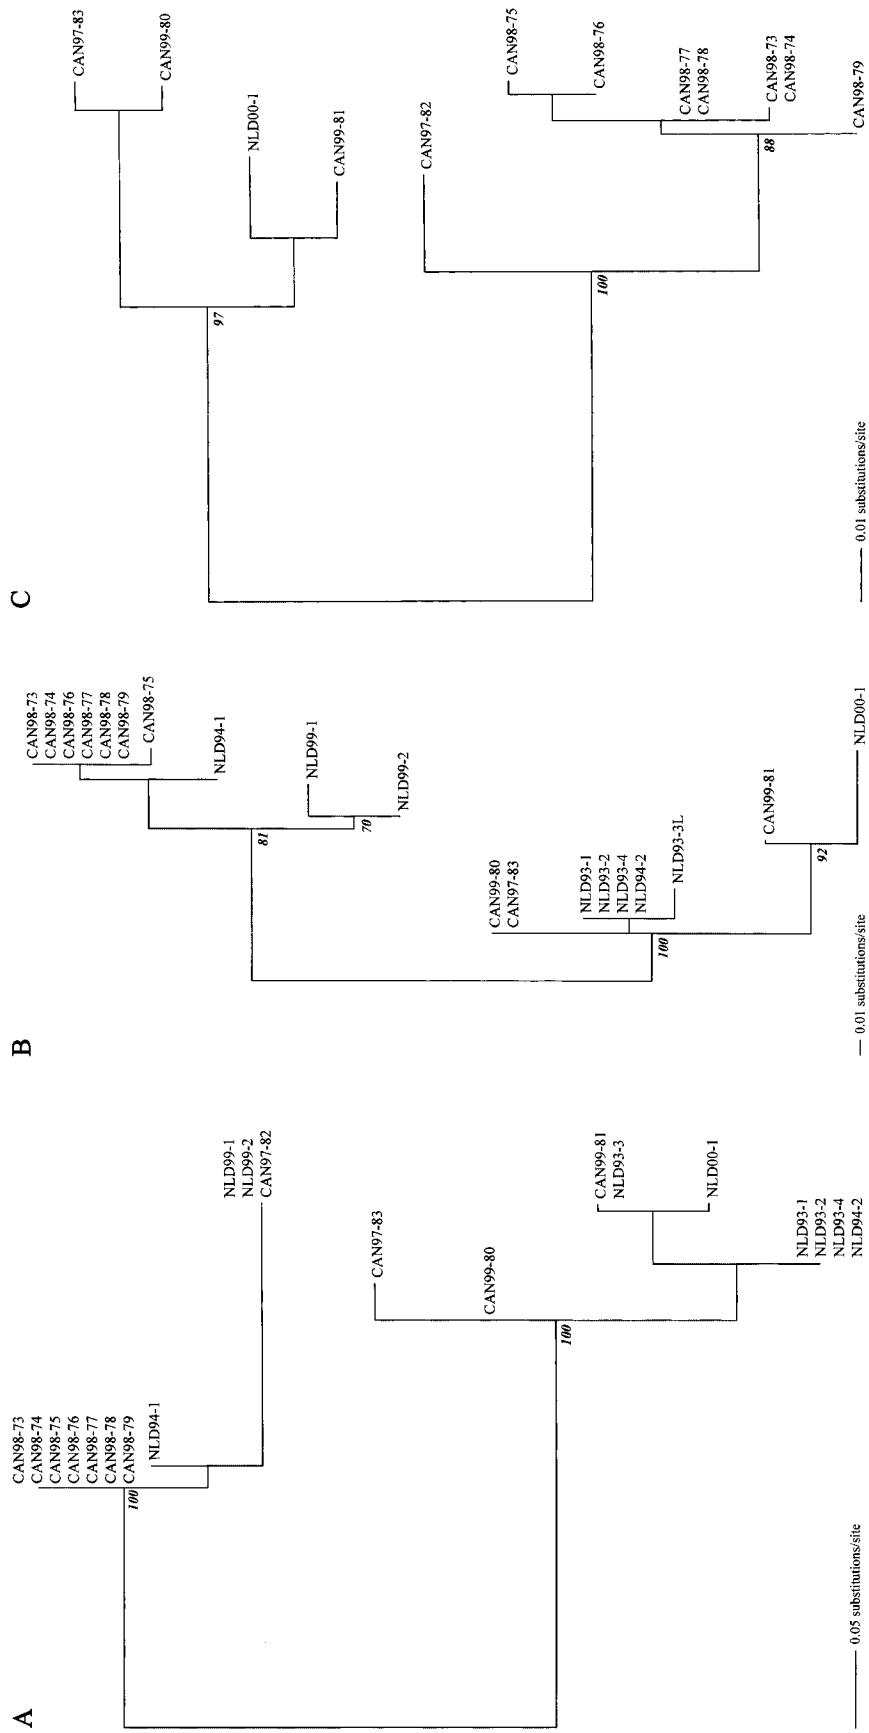 A
CAN98-73
CAN98-74
CAN98-75
CAN98-76
CAN98-77
CAN98-78
CAN98-79
100
NLD94-1
NLD99-1
NLD99-2
CAN97-82
CAN97-83
CAN99-80
100
CAN99-81
NLD93-3
NLD00-1
NLD93-1
NLD93-2
NLD93-4
NLD94-2
0.05 substitutions/site
B
CAN98-73
CAN98-74
CAN98-76
CAN98-77
CAN98-78
CAN98-79
CAN98-75
NLD94-1
81
NLD99-1
70
NLD99-2
CAN99-80
CAN97-83
NLD93-1
NLD93-2
NLD93-4
NLD94-2
NLD93-3L
100
CAN99-81
92
NLD00-1
0.01 substitutions/site
C
CAN97-83
CAN99-80
97
NLD00-1
CAN99-81
CAN97-82
CAN98-75
CAN98-76
100
CAN98-77
CAN98-78
CAN98-73
CAN98-74
88
CAN98-79
0.01 substitutions/site